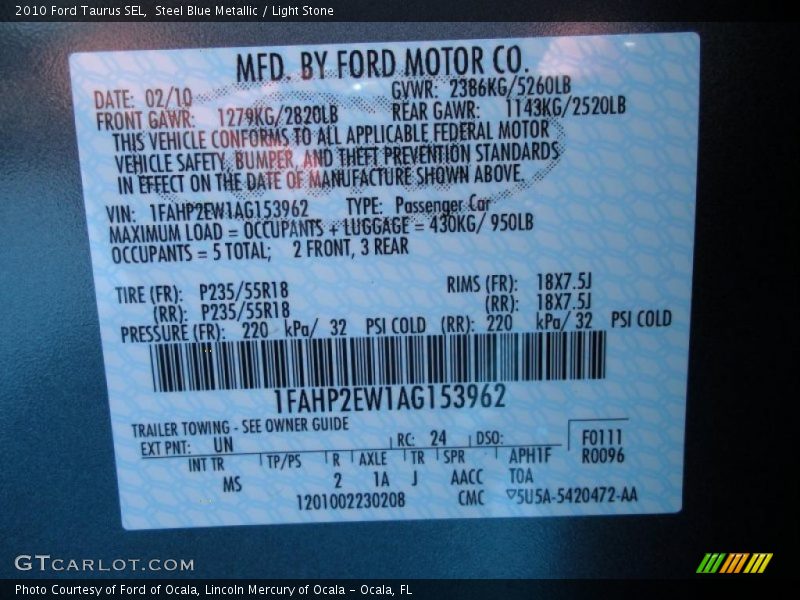 2010 Ford Taurus SEL,  Steel Blue Metallic / Light Stone
MFD. BY FORD MOTOR CO.
DATE: 02/10 GVWR: 2386KG/5260LB
FRONT GAWR: 1279KG/2820LB REAR GAWR: 1143KG/2520LB
THIS VEHICLE CONFORMS TO ALL APPLICABLE FEDERAL MOTOR
VEHICLE SAFETY, BUMPER, AND THEFT PREVENTION STANDARDS
IN EFFECT ON THE DATE OF MANUFACTURE SHOWN ABOVE.
VIN: 1FAHP2EW1AG153962 TYPE: Passenger Car
MAXIMUM LOAD = OCCUPANTS + LUGGAGE = 430KG/ 950LB
OCCUPANTS = 5 TOTAL; 2 FRONT, 3 REAR
TIRE (FR): P235/55R18 RIMS (FR): 18X7.5J
(RR): P235/55R18 (RR): 18X7.5J
PRESSURE (FR): 220 kPa/ 32 PSI COLD (RR): 220 kPa/ 32 PSI COLD
1FAHP2EW1AG153962
TRAILER TOWING - SEE OWNER GUIDE
EXT PNT: UN RC: 24 DSO: F0111
INT TR TP/PS R AXLE TR SPR APH1F R0096
MS 2 1A J AACC TOA
1201002230208 CMC ▽5U5A-5420472-AA
GTCARLOT.COM
Photo Courtesy of Ford of Ocala, Lincoln Mercury of Ocala - Ocala, FL